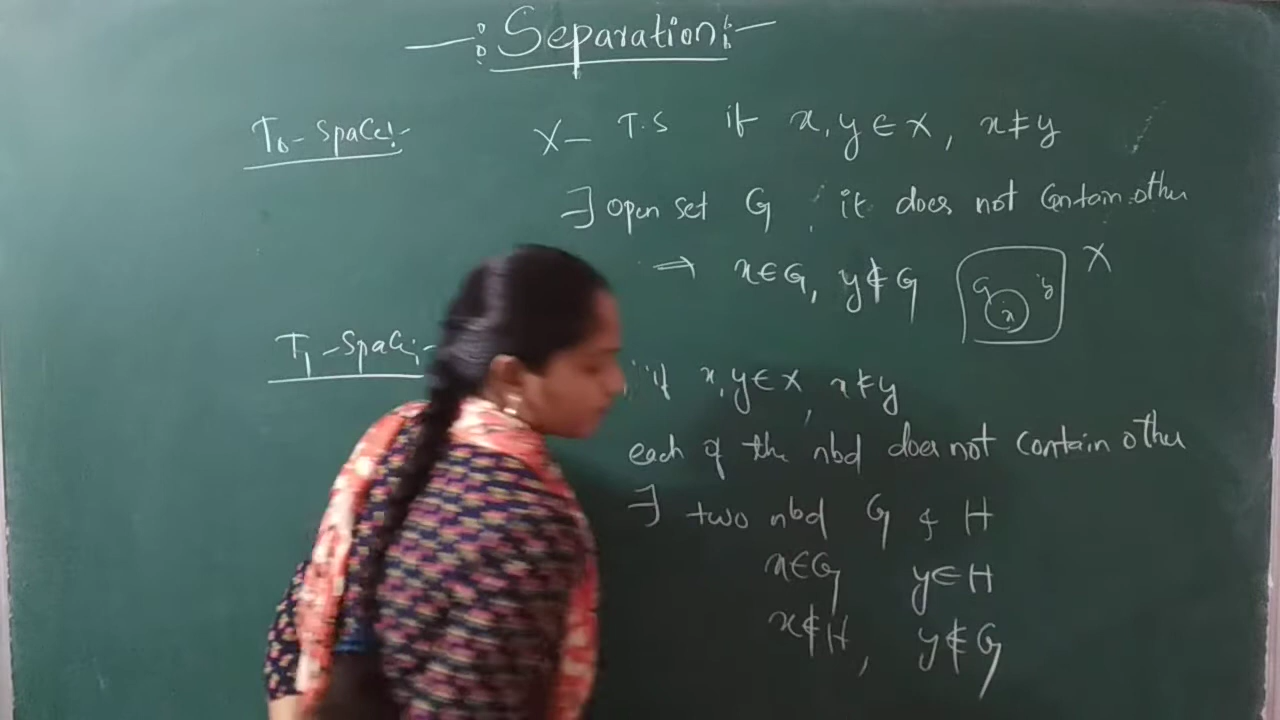 Separation
T₀-Space:-
X- T.S if x, y ∈ X, x ≠ y
∃ open set G, it does not contain other
⇒ x∈G, y∉G
X
G
x
y
T₁-Space:-
if x, y ∈ X, x ≠ y
each of the nbd does not contain other
∃ two nbd G & H
x∈G y∈H
x∉H, y∉G